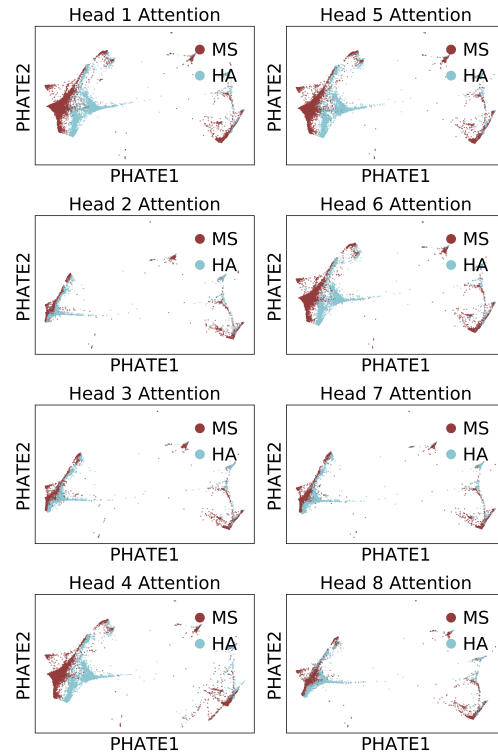 Head 1 Attention
PHATE2
MS
HA
PHATE1
Head 5 Attention
PHATE2
MS
HA
PHATE1
Head 2 Attention
PHATE2
MS
HA
PHATE1
Head 6 Attention
PHATE2
MS
HA
PHATE1
Head 3 Attention
PHATE2
MS
HA
PHATE1
Head 7 Attention
PHATE2
MS
HA
PHATE1
Head 4 Attention
PHATE2
MS
HA
PHATE1
Head 8 Attention
PHATE2
MS
HA
PHATE1